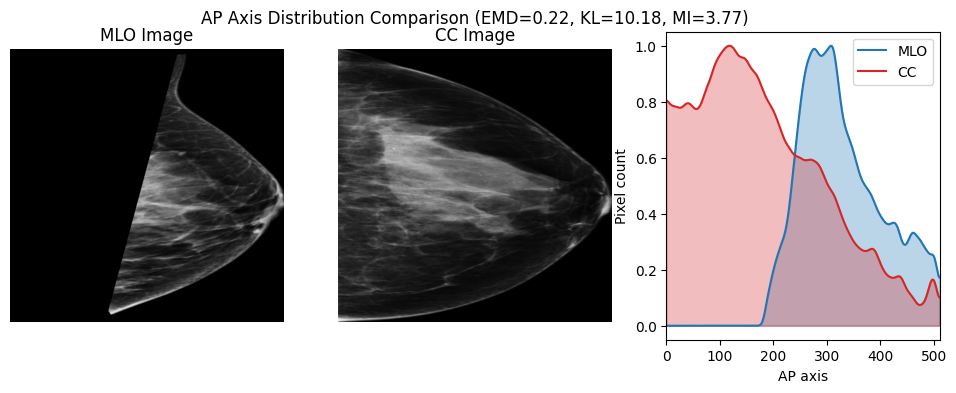 AP Axis Distribution Comparison (EMD=0.22, KL=10.18, MI=3.77)
MLO Image
CC Image
MLO
CC
Pixel count
1.0
0.8
0.6
0.4
0.2
0.0
0 100 200 300 400 500
AP axis